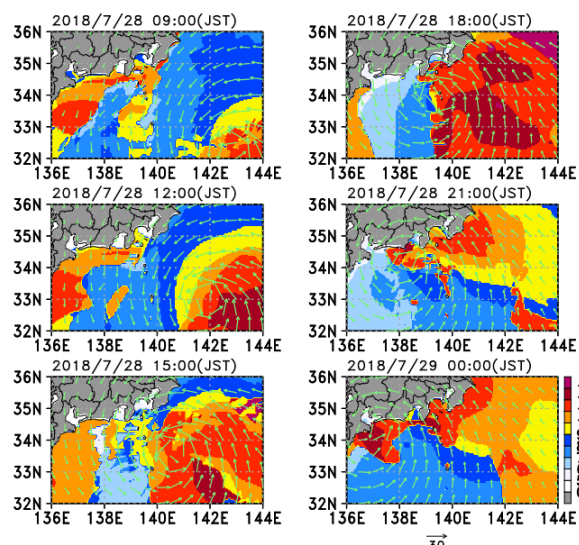 2018/7/28 09:00(JST)
36N
35N
34N
33N
32N
136E 138E 140E 142E 144E
2018/7/28 18:00(JST)
36N
35N
34N
33N
32N
136E 138E 140E 142E 144E
2018/7/28 12:00(JST)
36N
35N
34N
33N
32N
136E 138E 140E 142E 144E
2018/7/28 21:00(JST)
36N
35N
34N
33N
32N
136E 138E 140E 142E 144E
2018/7/28 15:00(JST)
36N
35N
34N
33N
32N
136E 138E 140E 142E 144E
2018/7/29 00:00(JST)
36N
35N
34N
33N
32N
136E 138E 140E 142E 144E
30